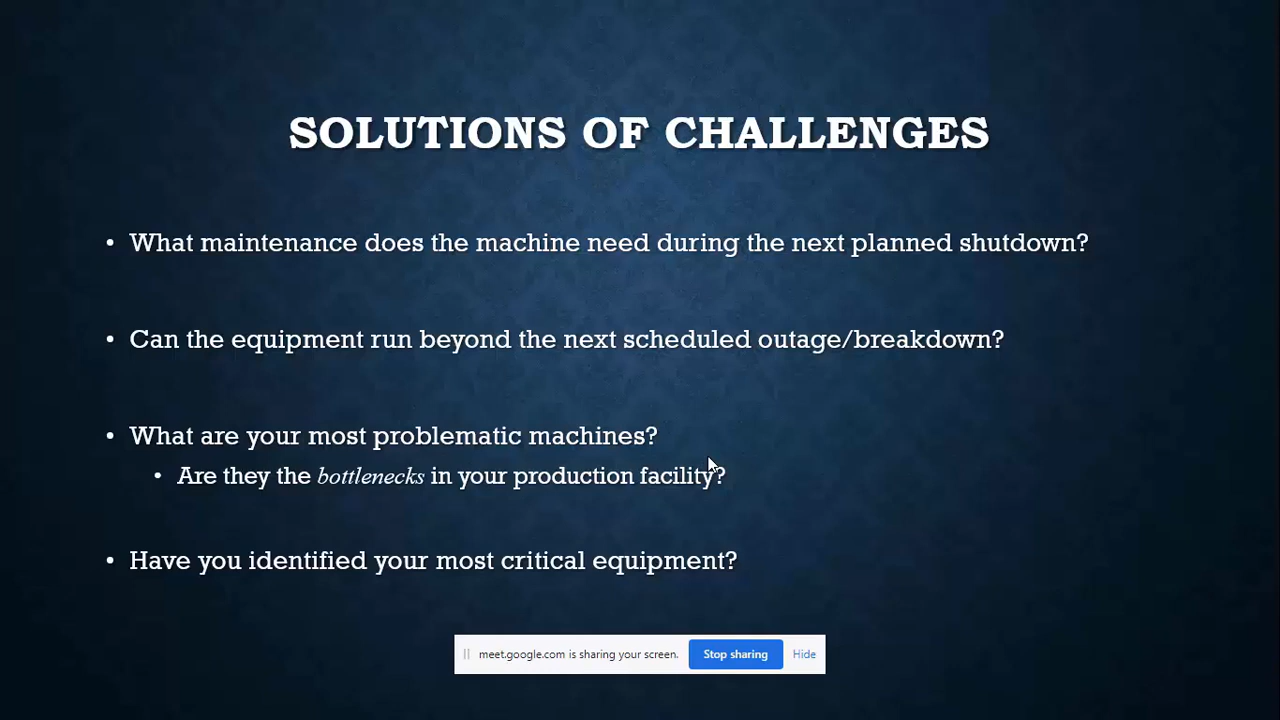 SOLUTIONS OF CHALLENGES
• What maintenance does the machine need during the next planned shutdown?
• Can the equipment run beyond the next scheduled outage/breakdown?
• What are your most problematic machines?
• Are they the bottlenecks in your production facility?
• Have you identified your most critical equipment?
meet.google.com is sharing your screen. Stop sharing Hide